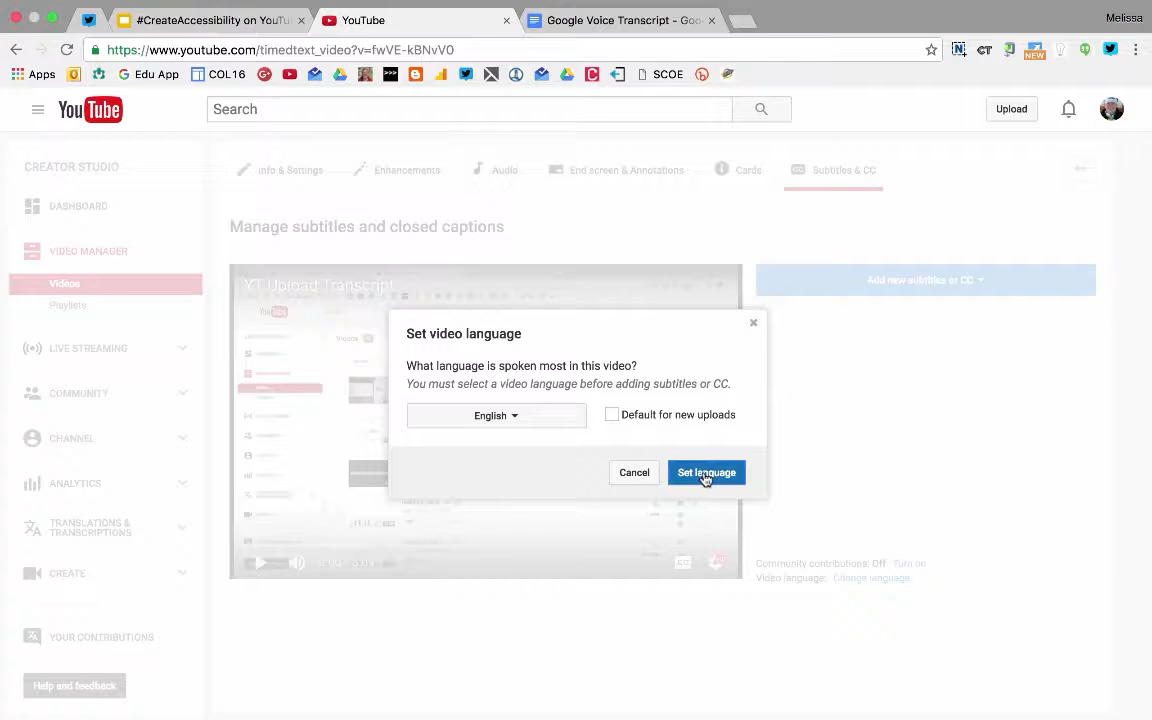 #CreateAccessibility on YouTu
YouTube
Google Voice Transcript - Goo
Melissa
https://www.youtube.com/timedtext_video?v=fwVE-kBNvV0
Apps
Edu App
COL16
SCOE
NEW
YouTube
Search
Upload
CREATOR STUDIO
Info & Settings
Enhancements
Audio
End screen & Annotations
Cards
Subtitles & CC
DASHBOARD
Manage subtitles and closed captions
VIDEO MANAGER
Videos
Playlists
YT Upload Transcript
Add new subtitles or CC
Set video language
What language is spoken most in this video?
You must select a video language before adding subtitles or CC.
English
Default for new uploads
Cancel
Set language
LIVE STREAMING
COMMUNITY
CHANNEL
ANALYTICS
TRANSLATIONS &
TRANSCRIPTIONS
CREATE
Community contributions: Off Turn on
Video language: Change language
YOUR CONTRIBUTIONS
Help and feedback